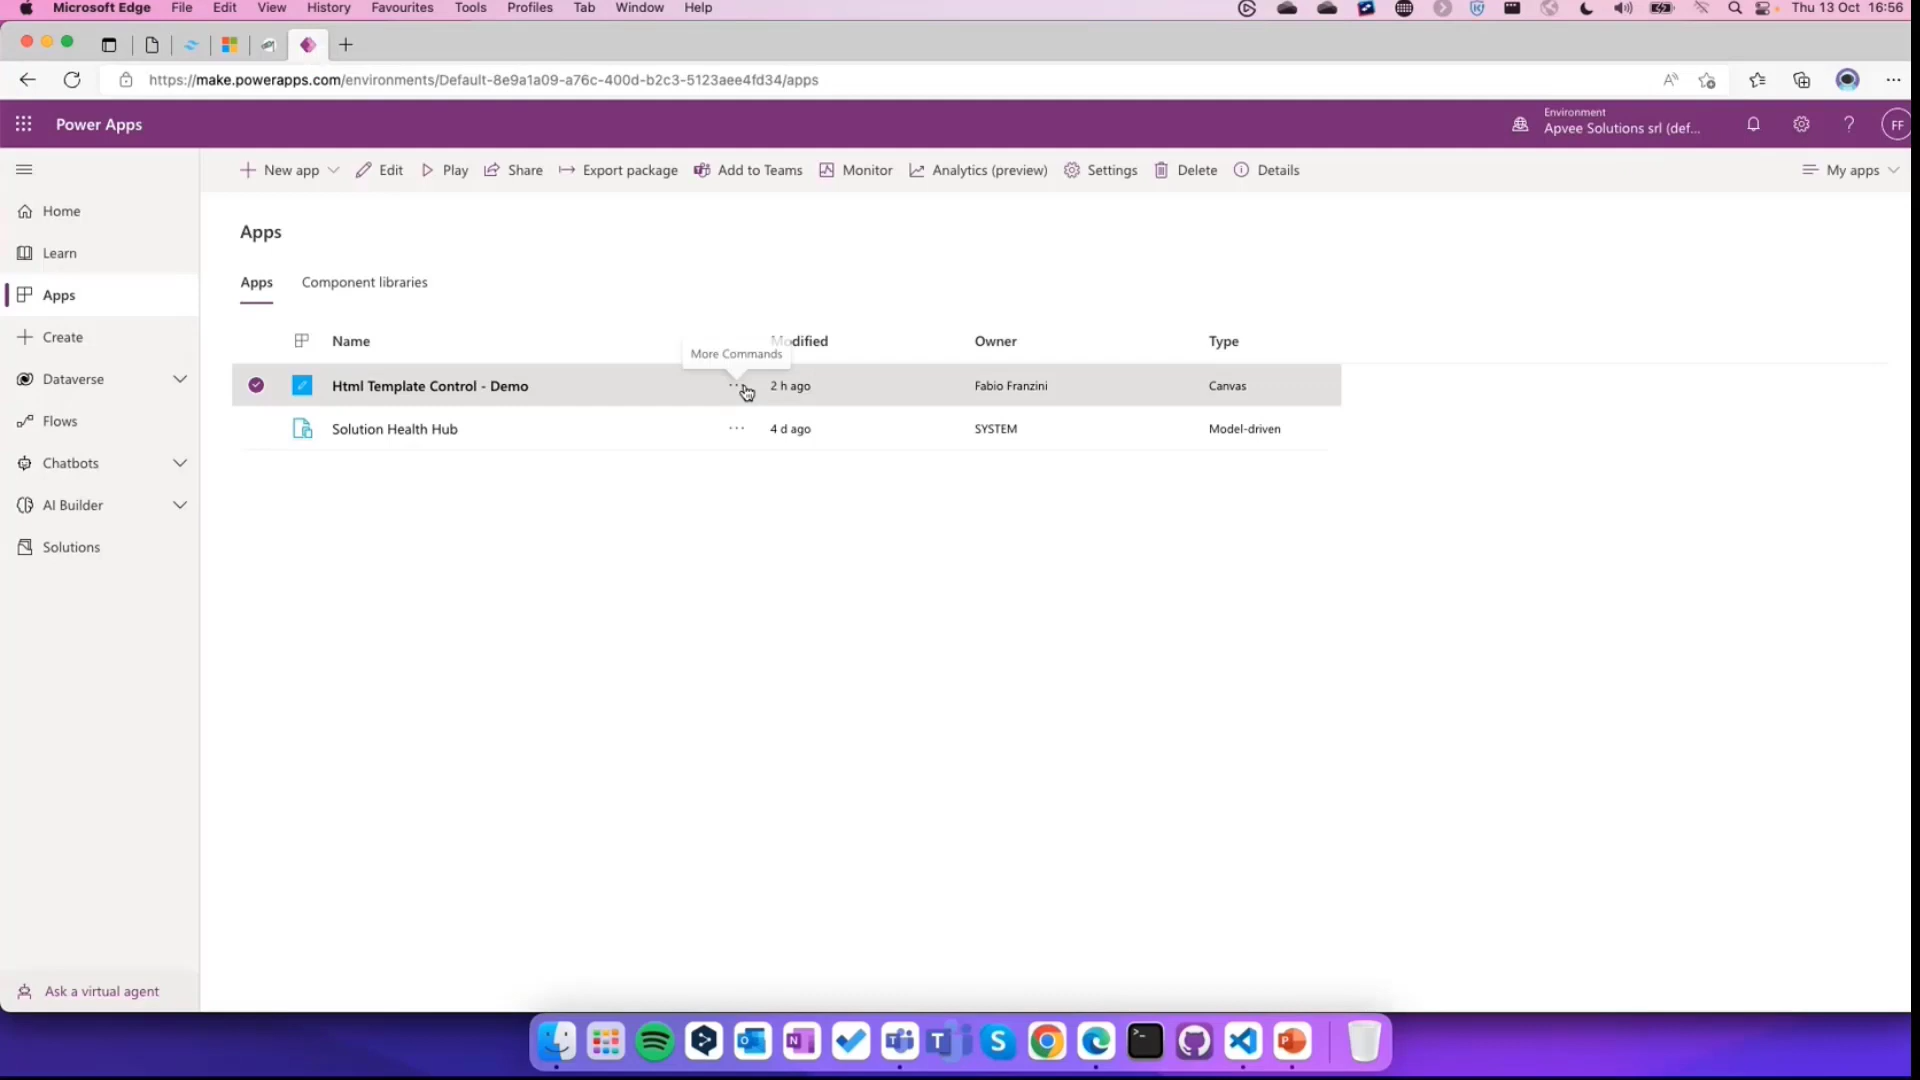 Microsoft Edge File Edit View History Favourites Tools Profiles Tab Window Help Thu 13 Oct 16:56
https://make.powerapps.com/environments/Default-8e9a1a09-a76c-400d-b2c3-5123aee4fd34/apps
Power Apps
Environment
Apvee Solutions srl (def...
FF
New app Edit Play Share Export package Add to Teams Monitor Analytics (preview) Settings Delete Details My apps
Home
Learn
Apps
Create
Dataverse
Flows
Chatbots
AI Builder
Solutions
Ask a virtual agent
Apps
Apps Component libraries
Name Modified Owner Type
More Commands
Html Template Control - Demo 2 h ago Fabio Franzini Canvas
Solution Health Hub 4 d ago SYSTEM Model-driven